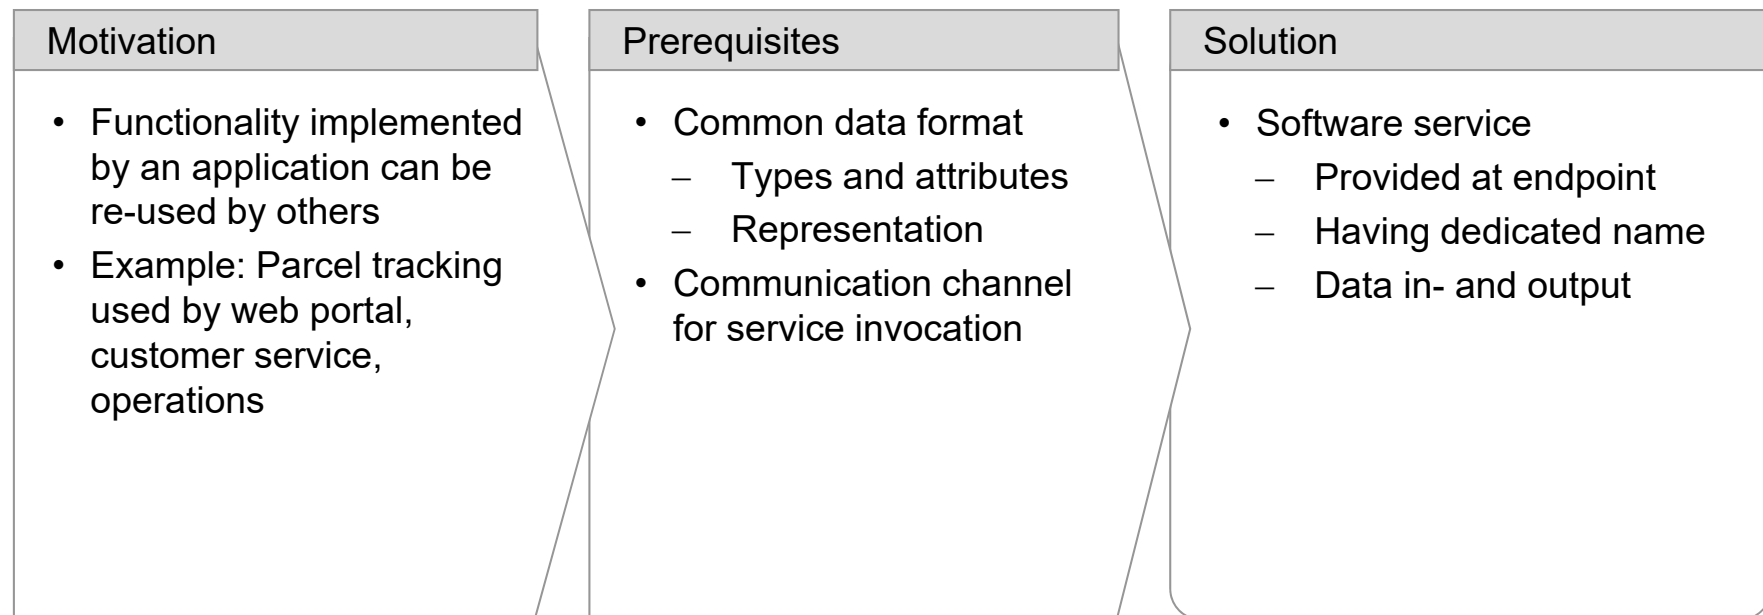 Motivation
• Functionality implemented
by an application can be
re-used by others
• Example: Parcel tracking
used by web portal,
customer service,
operations
Prerequisites
• Common data format
– Types and attributes
– Representation
• Communication channel
for service invocation
Solution
• Software service
– Provided at endpoint
– Having dedicated name
– Data in- and output